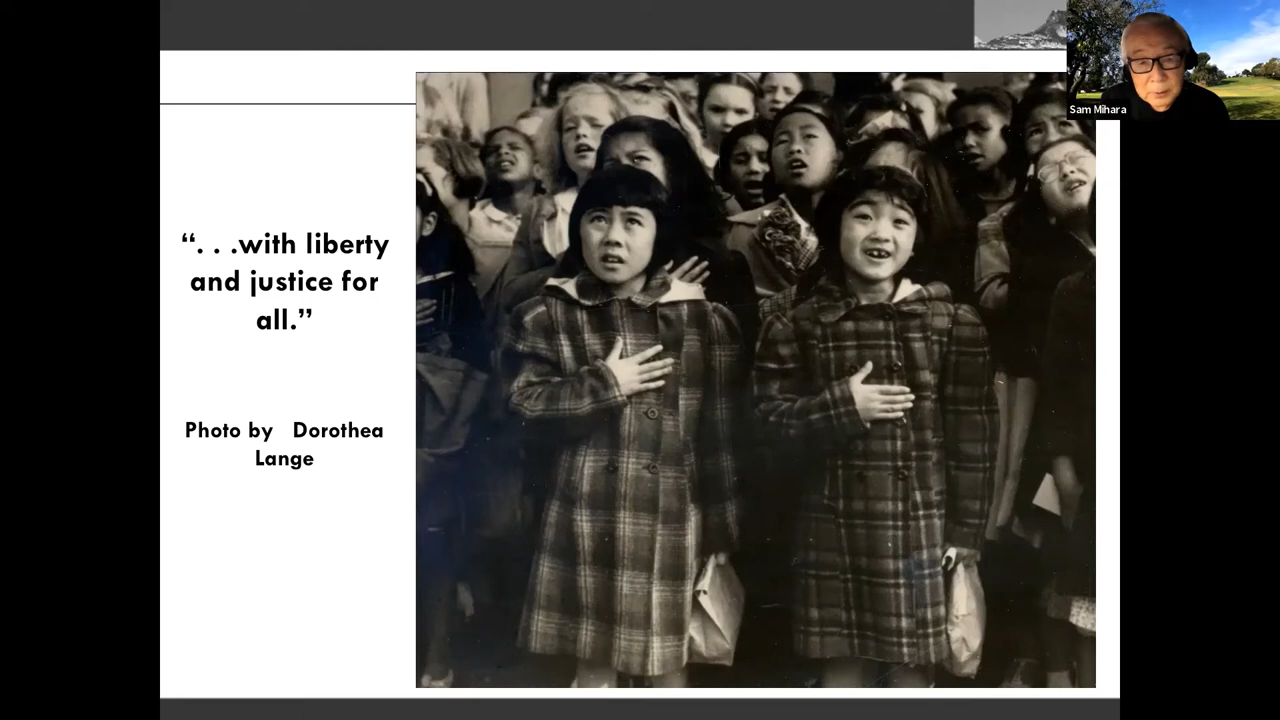 “. . .with liberty
and justice for
all.”
Photo by Dorothea
Lange
Sam Mihara